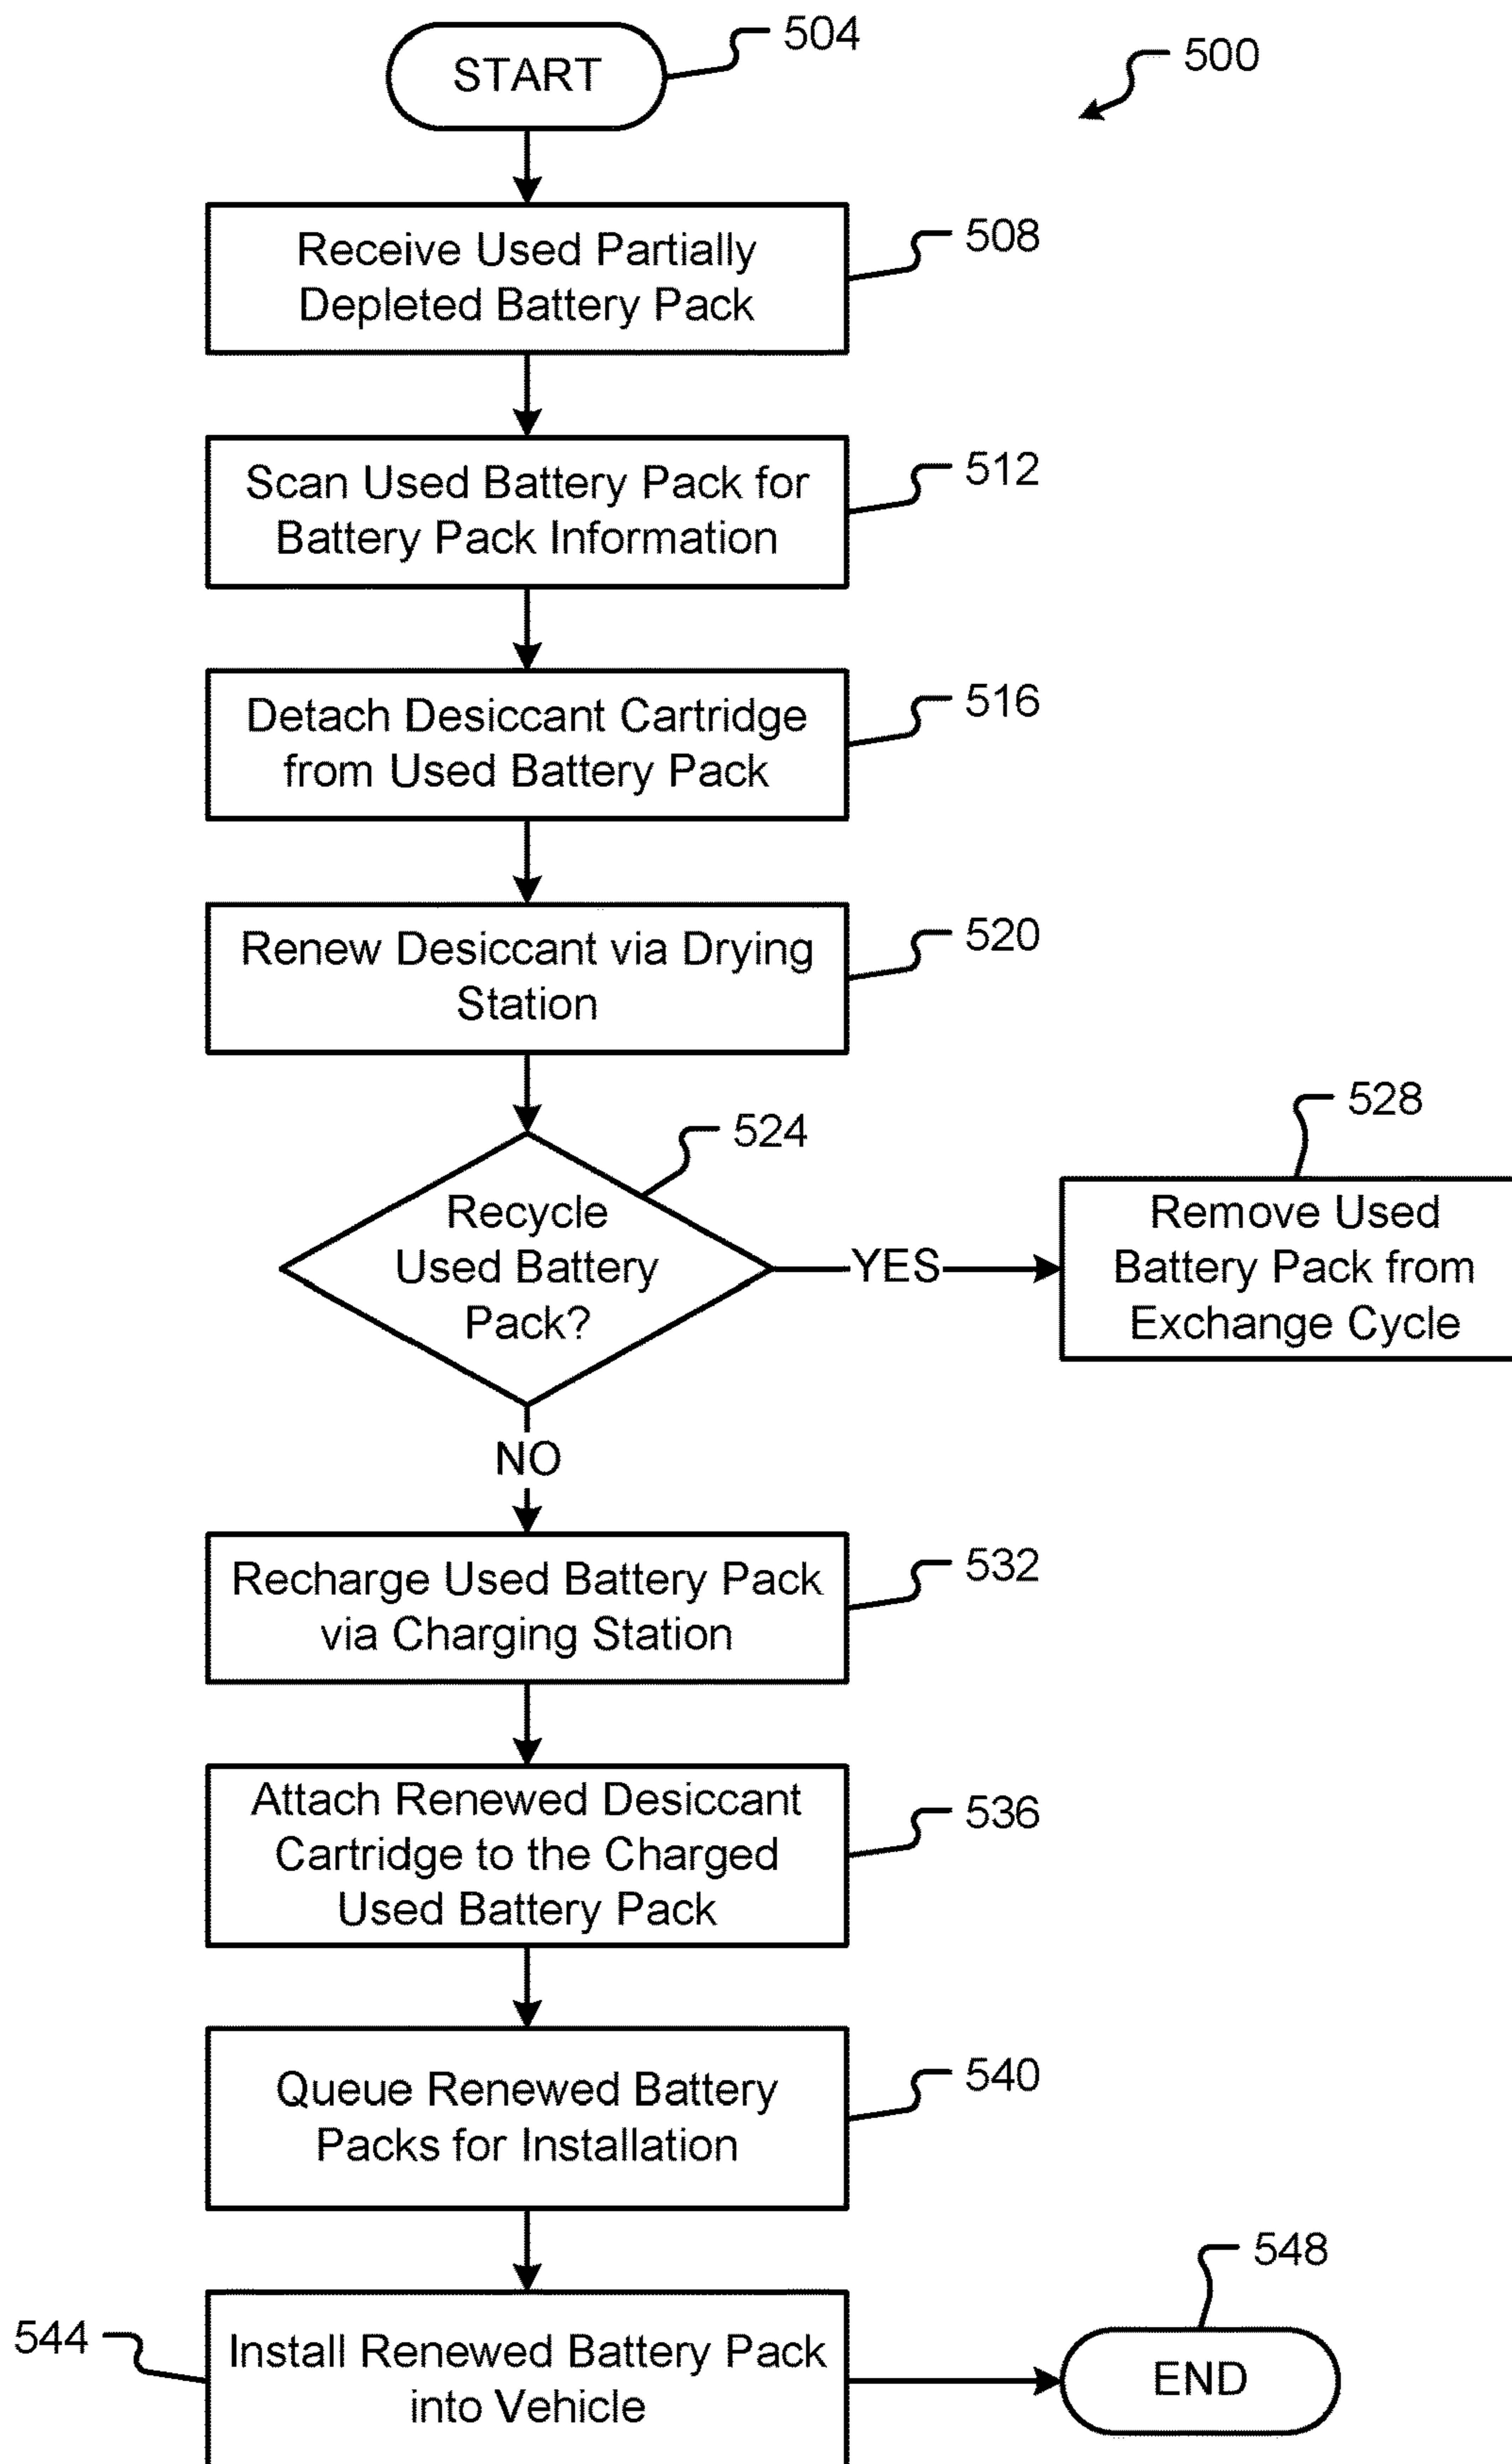 START
504
500
Receive Used Partially
Depleted Battery Pack
508
Scan Used Battery Pack for
Battery Pack Information
512
Detach Desiccant Cartridge
from Used Battery Pack
516
Renew Desiccant via Drying
Station
520
524
Recycle
Used Battery
Pack?
YES
528
Remove Used
Battery Pack from
Exchange Cycle
NO
Recharge Used Battery Pack
via Charging Station
532
Attach Renewed Desiccant
Cartridge to the Charged
Used Battery Pack
536
Queue Renewed Battery
Packs for Installation
540
544
Install Renewed Battery Pack
into Vehicle
548
END